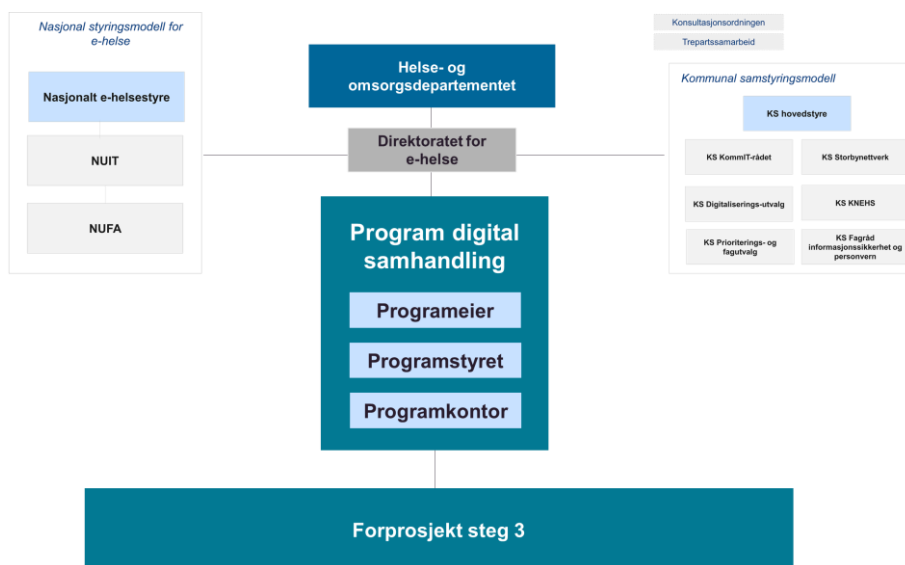 Nasjonal styringsmodell for
e-helse
Nasjonalt e-helsestyre
NUIT
NUFA
Helse- og
omsorgsdepartementet
Direktoratet for
e-helse
Program digital
samhandling
Programeier
Programstyret
Programkontor
Forprosjekt steg 3
Konsultasjonsordningen
Trepartssamarbeid
Kommunal samstyringsmodell
KS hovedstyre
KS KommIT-rådet
KS Storbynettverk
KS Digitaliserings-utvalg
KS KNEHS
KS Prioriterings- og
fagutvalg
KS Fagråd
informasjonssikkerhet og
personvern